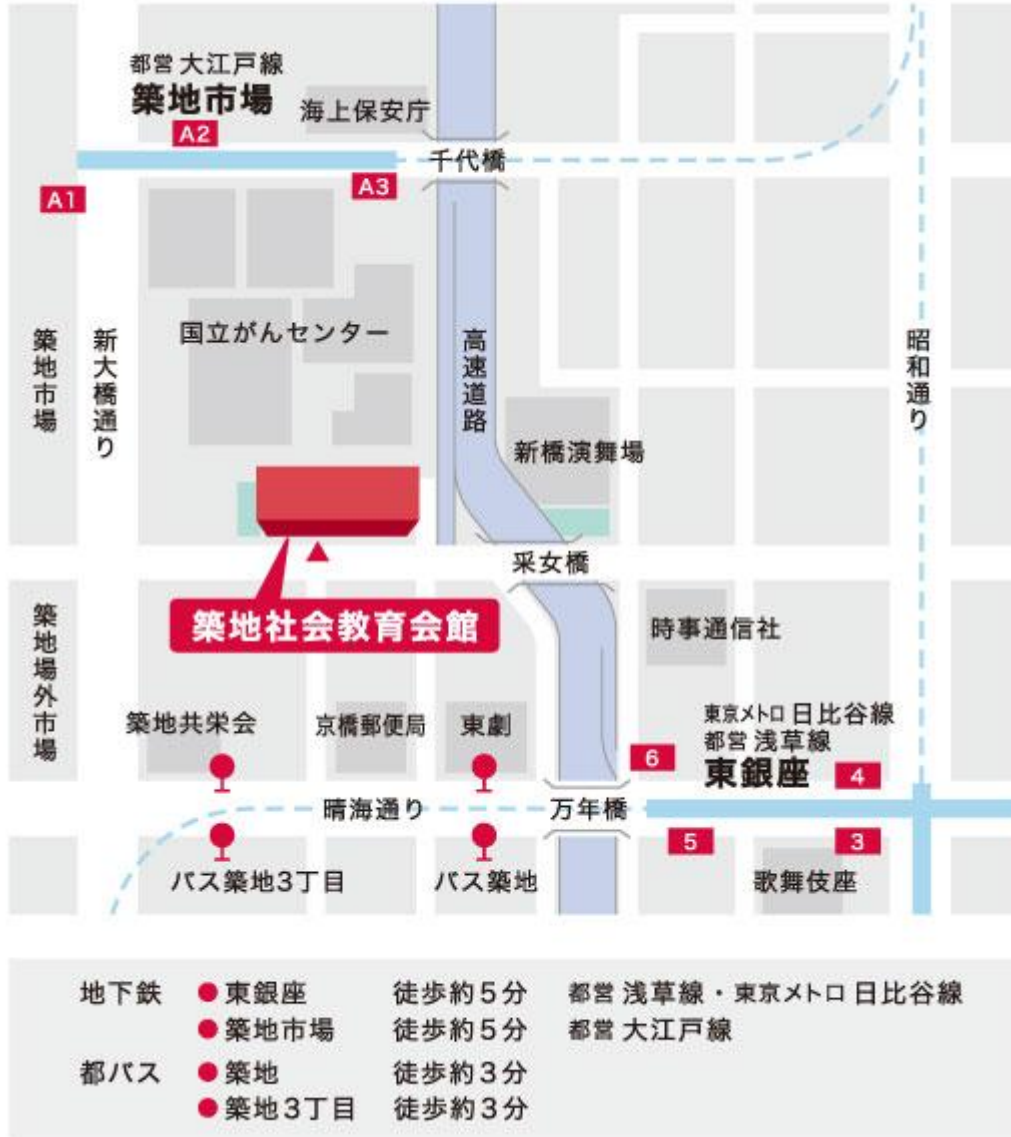 都営 大江戸線
築地市場
海上保安庁
A2
千代橋
A1
A3
築地市場
新大橋通り
国立がんセンター
高速道路
昭和通り
新橋演舞場
采女橋
築地社会教育会館
築地場外市場
時事通信社
築地共栄会
京橋郵便局
東劇
東京メトロ 日比谷線
都営 浅草線
東銀座
6
4
晴海通り
万年橋
5
3
バス築地3丁目
バス築地
歌舞伎座
地下鉄 ●東銀座 徒歩約5分 都営 浅草線・東京メトロ 日比谷線
●築地市場 徒歩約5分 都営 大江戸線
都バス ●築地 徒歩約3分
●築地3丁目 徒歩約3分